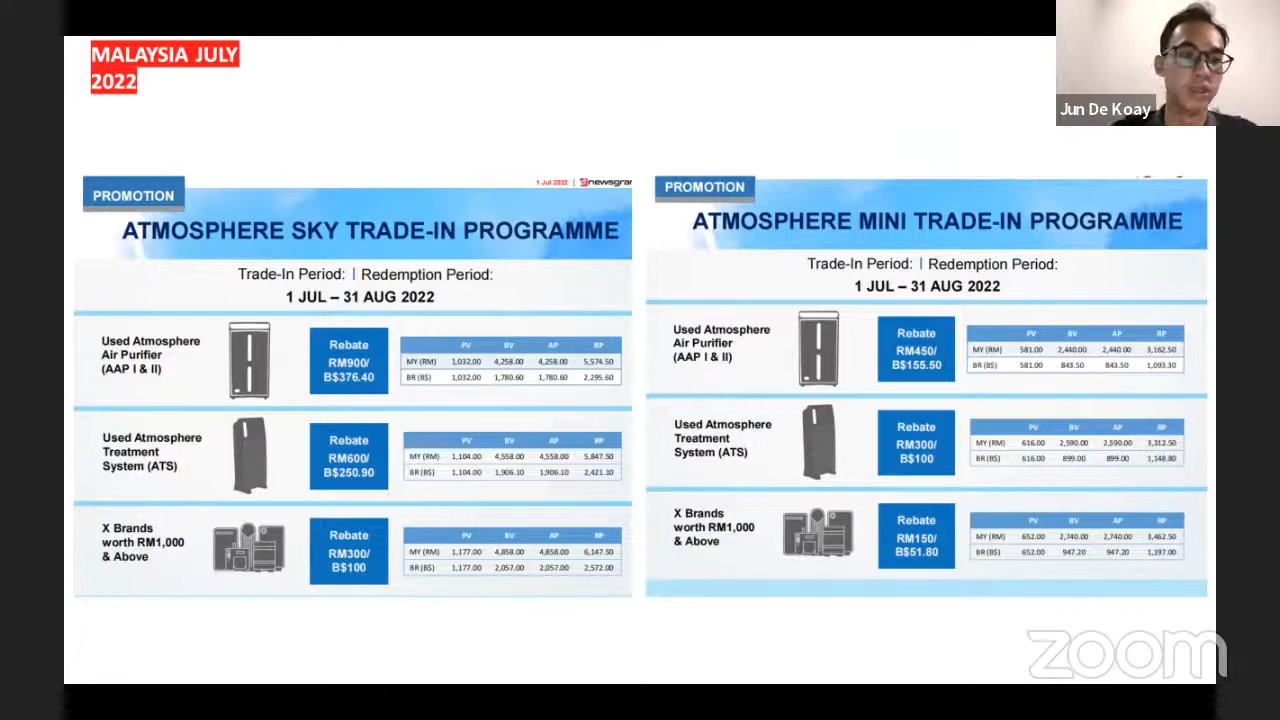 MALAYSIA JULY
2022
Jun De Koay
PROMOTION
1 Jul 2022 | newsgra
ATMOSPHERE SKY TRADE-IN PROGRAMME
Trade-In Period: | Redemption Period:
1 JUL – 31 AUG 2022
Used Atmosphere
Air Purifier
(AAP I & II)
Rebate
RM900/
B$376.40
PV BV AP RP
MY (RM) 1,032.00 4,258.00 4,258.00 5,574.50
BR (B$) 1,032.00 1,780.60 1,780.60 2,295.60
Used Atmosphere
Treatment
System (ATS)
Rebate
RM600/
B$250.90
PV BV AP RP
MY (RM) 1,104.00 4,558.00 4,558.00 5,847.50
BR (B$) 1,104.00 1,906.10 1,906.10 2,421.10
X Brands
worth RM1,000
& Above
Rebate
RM300/
B$100
PV BV AP RP
MY (RM) 1,177.00 4,858.00 4,858.00 6,147.50
BR (B$) 1,177.00 2,057.00 2,057.00 2,572.00
PROMOTION
ATMOSPHERE MINI TRADE-IN PROGRAMME
Trade-In Period: | Redemption Period:
1 JUL – 31 AUG 2022
Used Atmosphere
Air Purifier
(AAP I & II)
Rebate
RM450/
B$155.50
PV BV AP RP
MY (RM) 581.00 2,440.00 2,440.00 3,162.50
BR (B$) 581.00 843.50 843.50 1,093.30
Used Atmosphere
Treatment
System (ATS)
Rebate
RM300/
B$100
PV BV AP RP
MY (RM) 616.00 2,590.00 2,590.00 3,312.50
BR (B$) 616.00 899.00 899.00 1,148.80
X Brands
worth RM1,000
& Above
Rebate
RM150/
B$51.80
PV BV AP RP
MY (RM) 652.00 2,740.00 2,740.00 3,462.50
BR (B$) 652.00 947.20 947.20 1,197.00
zoom